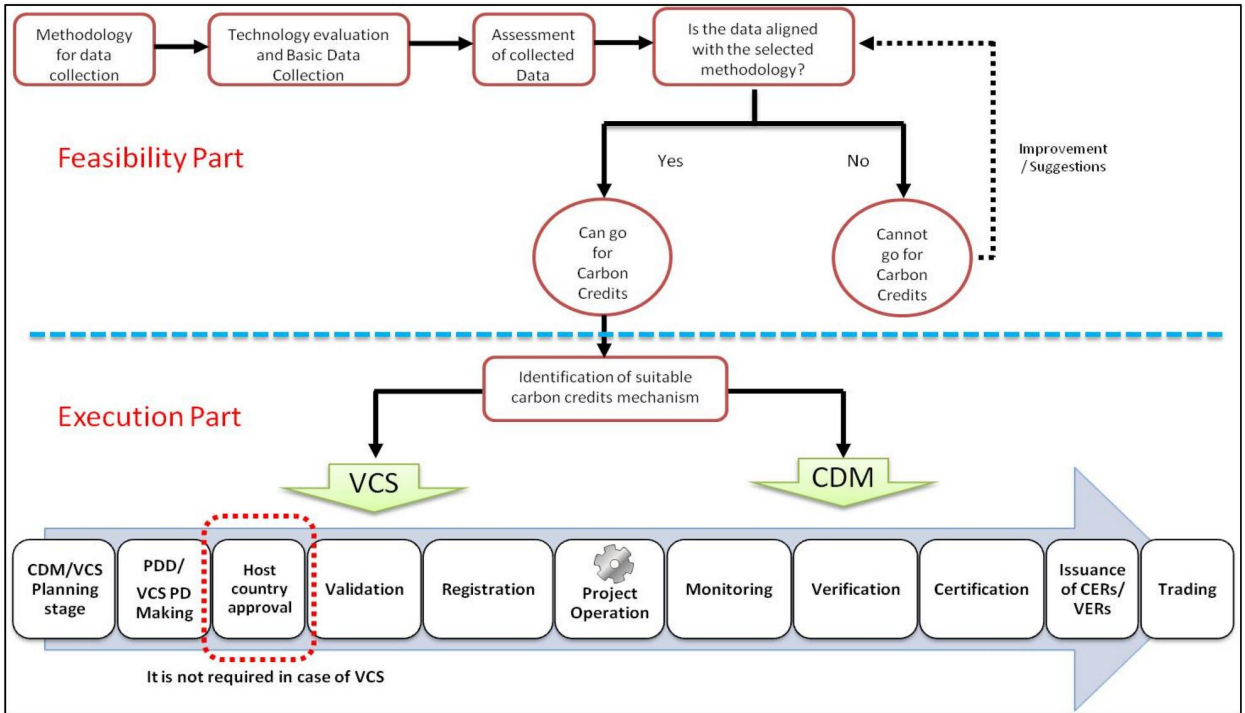 Methodology
for data
collection
Technology evaluation
and Basic Data
Collection
Assessment
of collected
Data
Is the data aligned
with the selected
methodology?
Feasibility Part
Yes
No
Improvement
/ Suggestions
Can go
for
Carbon
Credits
Cannot
go for
Carbon
Credits
Identification of suitable
carbon credits mechanism
Execution Part
VCS
CDM
CDM/VCS
Planning
stage
PDD/
VCS PD
Making
Host
country
approval
Validation
Registration
Project
Operation
Monitoring
Verification
Certification
Issuance
of CERs/
VERs
Trading
It is not required in case of VCS